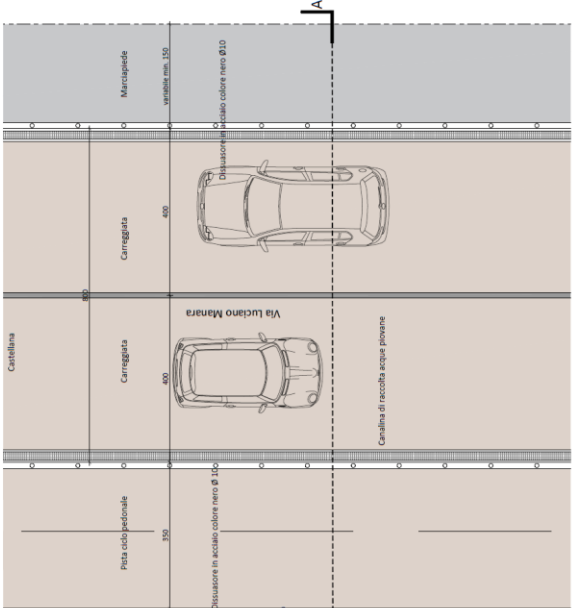 A
Marciapiede
variabile min. 150
Dissuasore in acciaio colore nero Ø10
Carreggiata
400
800
Via Luciano Manara
Castellana
Carreggiata
400
Canalina di raccolta acque piovane
Pista ciclo pedonale
350
Dissuasore in acciaio colore nero Ø 10